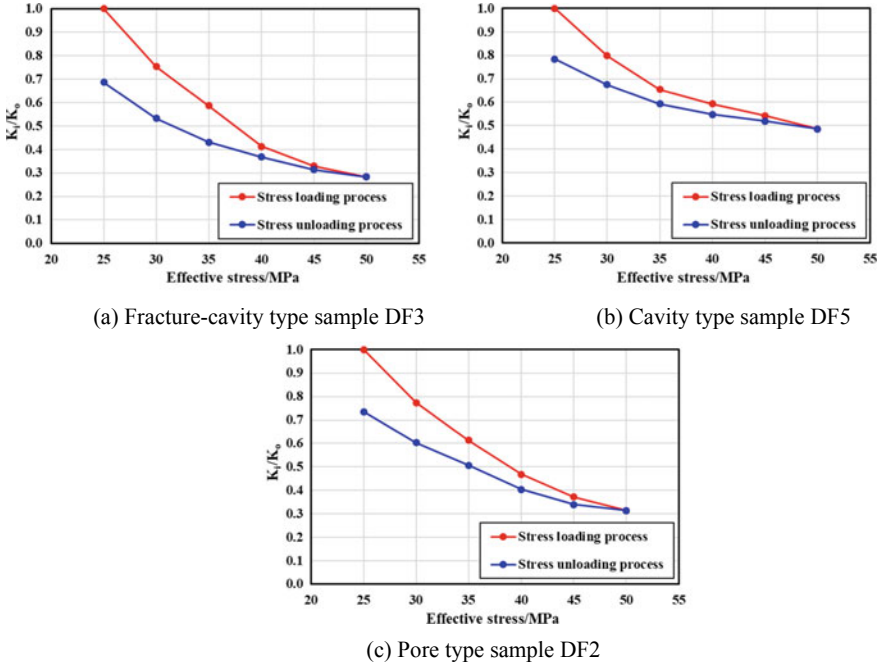 1.0
0.9
0.8
0.7
0.6
0.5
0.4
0.3
0.2
0.1
0.0
Ki/Ko
Stress loading process
Stress unloading process
20 25 30 35 40 45 50 55
Effective stress/MPa
(a) Fracture-cavity type sample DF3
1.0
0.9
0.8
0.7
0.6
0.5
0.4
0.3
0.2
0.1
0.0
Ki/Ko
Stress loading process
Stress unloading process
20 25 30 35 40 45 50 55
Effective stress/MPa
(b) Cavity type sample DF5
1.0
0.9
0.8
0.7
0.6
0.5
0.4
0.3
0.2
0.1
0.0
Ki/Ko
Stress loading process
Stress unloading process
20 25 30 35 40 45 50 55
Effective stress/MPa
(c) Pore type sample DF2